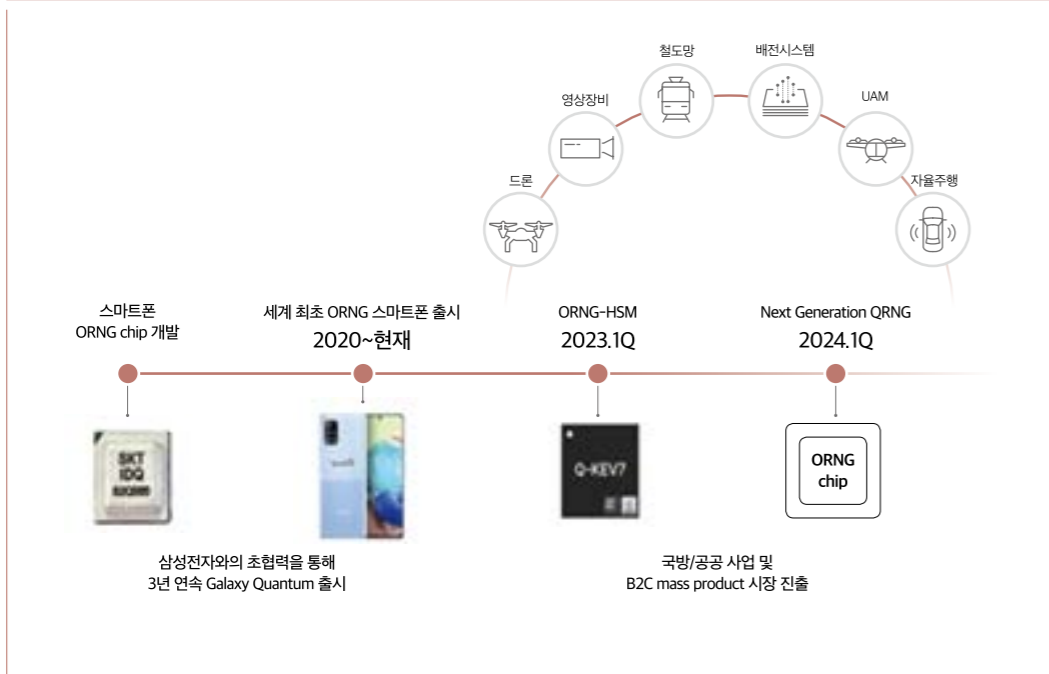 철도망
배전시스템
영상장비
UAM
드론
자율주행
스마트폰
ORNG chip 개발
세계 최초 ORNG 스마트폰 출시
2020~현재
ORNG-HSM
2023.1Q
Next Generation QRNG
2024.1Q
SKT
IDQ
Q-KEV7
ORNG
chip
삼성전자와의 초협력을 통해
3년 연속 Galaxy Quantum 출시
국방/공공 사업 및
B2C mass product 시장 진출